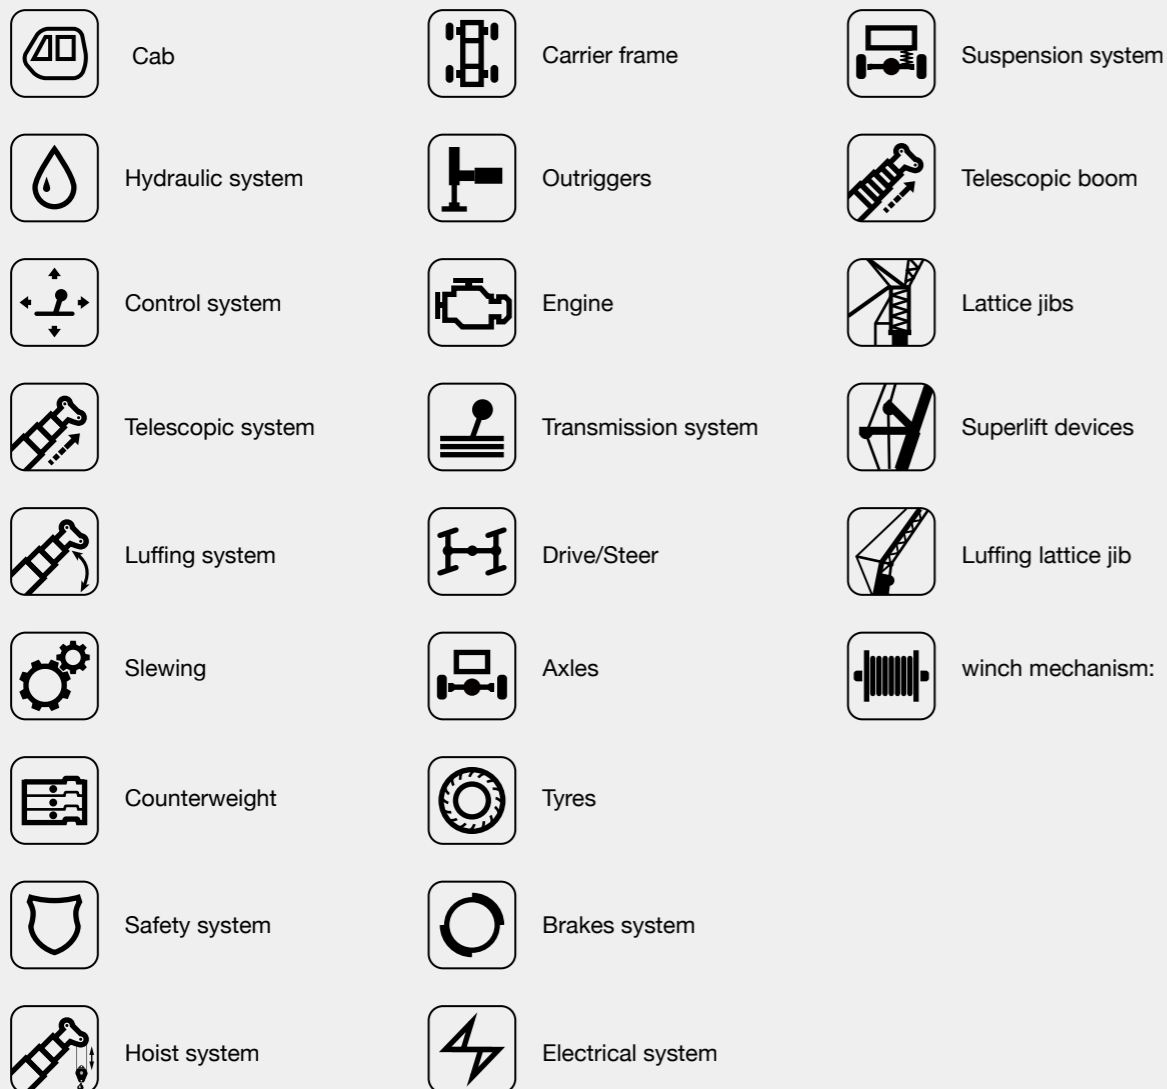 Cab
Hydraulic system
Control system
Telescopic system
Luffing system
Slewing
Counterweight
Safety system
Hoist system
Carrier frame
Outriggers
Engine
Transmission system
Drive/Steer
Axles
Tyres
Brakes system
Electrical system
Suspension system
Telescopic boom
Lattice jibs
Superlift devices
Luffing lattice jib
winch mechanism: